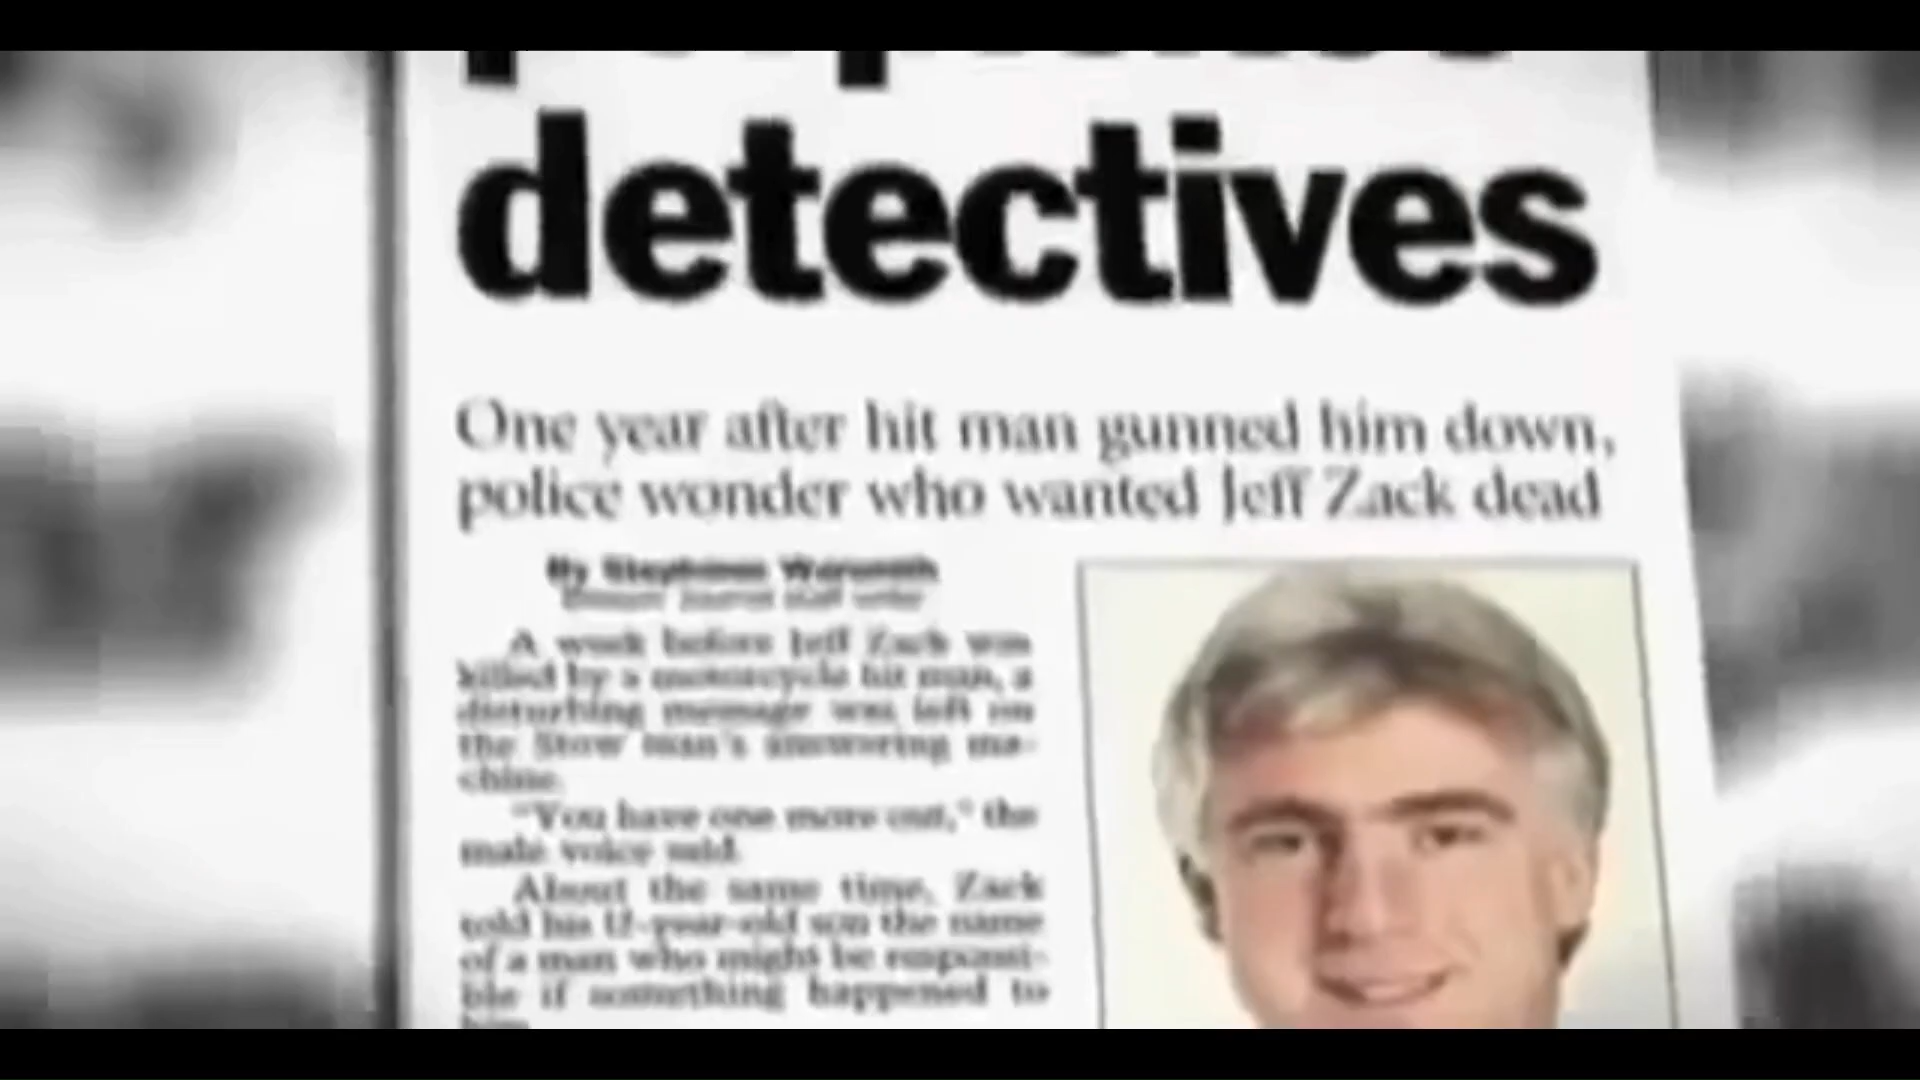 detectives
One year after hit man gunned him down,
police wonder who wanted Jeff Zack dead
By
A week before Jeff Zack was
killed by a motorcycle hit man, a
disturbing message was left on
the Stow man's answering ma-
chine.
"You have one more out," the
male voice said.
About the same time, Zack
told his -year-old son the name
of a man who might be responsi-
ble if something happened to
him.